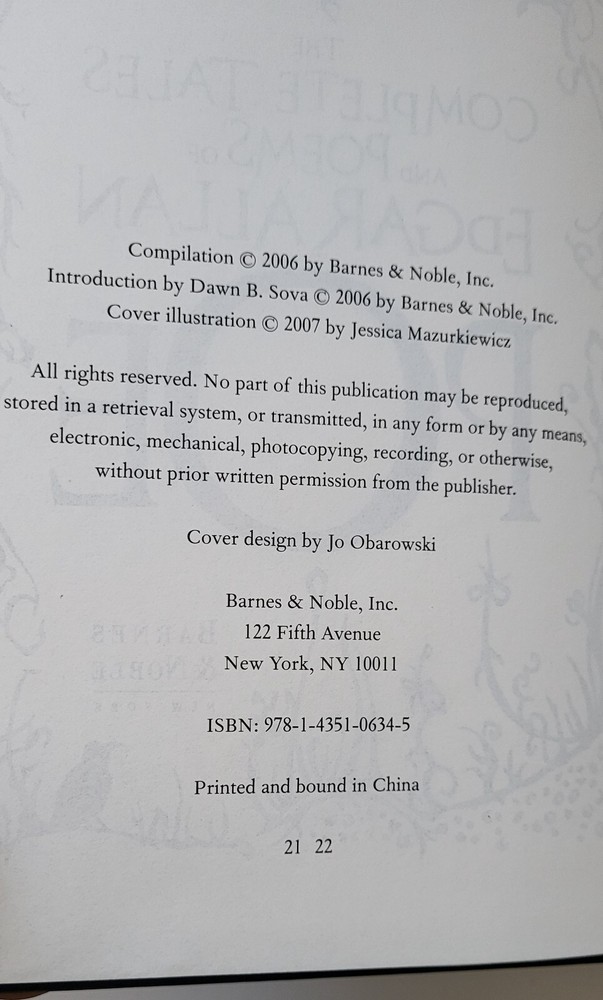 Compilation © 2006 by Barnes & Noble, Inc.
Introduction by Dawn B. Sova © 2006 by Barnes & Noble, Inc.
Cover illustration © 2007 by Jessica Mazurkiewicz
All rights reserved. No part of this publication may be reproduced,
stored in a retrieval system, or transmitted, in any form or by any means,
electronic, mechanical, photocopying, recording, or otherwise,
without prior written permission from the publisher.
Cover design by Jo Obarowski
Barnes & Noble, Inc.
122 Fifth Avenue
New York, NY 10011
ISBN: 978-1-4351-0634-5
Printed and bound in China
21 22